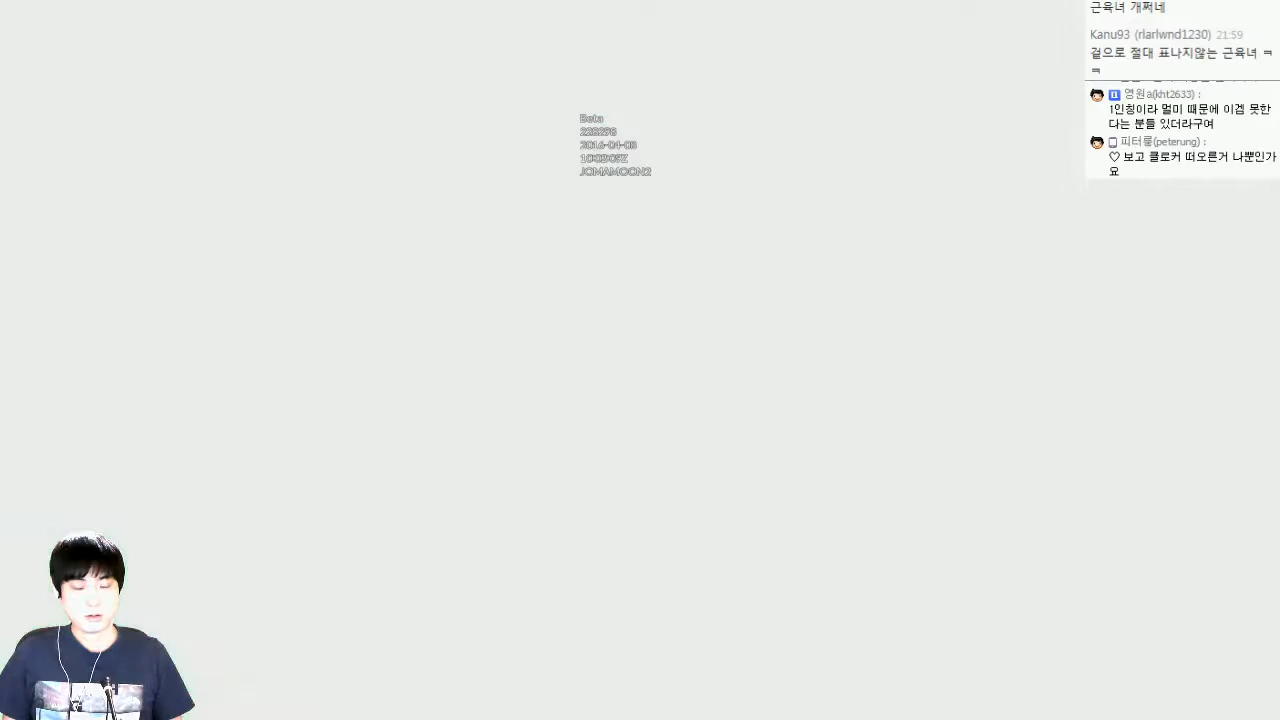 근육녀 개쩌네
Kanu93 (rlarlwnd1230) 21:59
겉으로 절대 표나지않는 근육녀 ㅋ
ㅋ
영원a(kht2633) :
1인칭이라 멀미 때문에 이겜 못한
다는 분들 있더라구여
피터룽(peterung) :
♡ 보고 클로커 떠오른거 나뿐인가
요
Beta
2016-04-08
JOMAMOON2